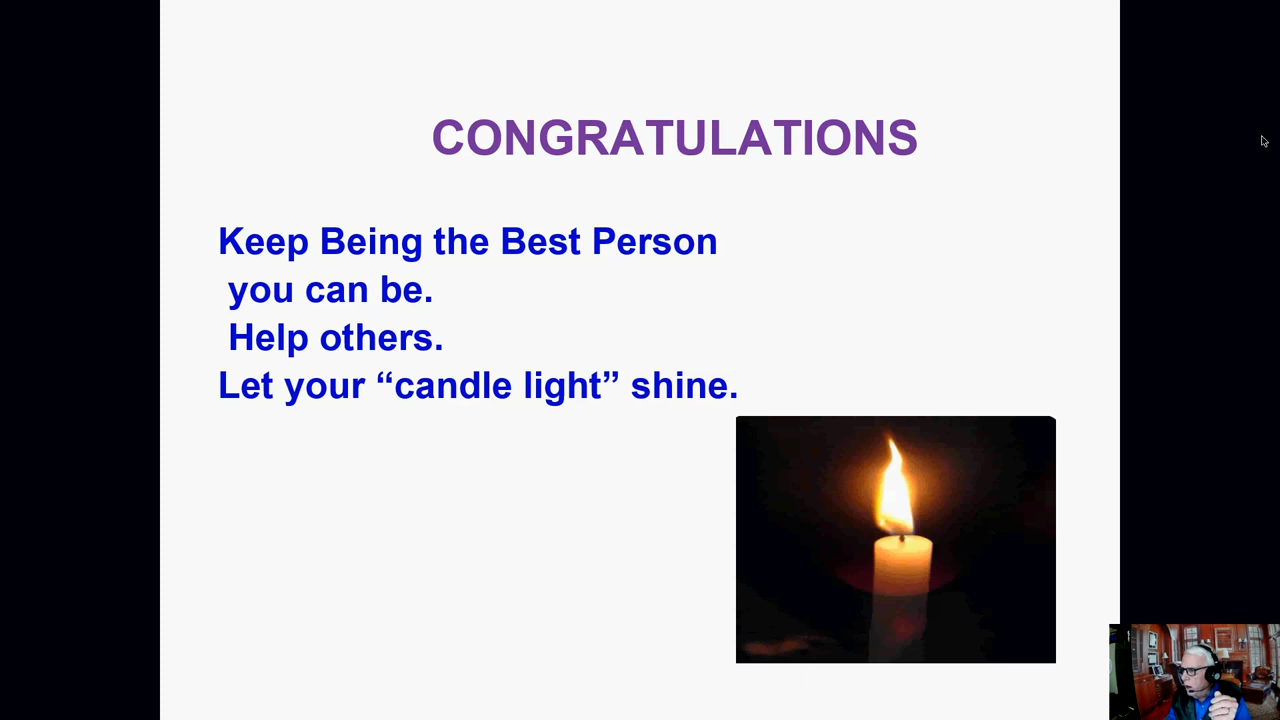 CONGRATULATIONS
Keep Being the Best Person
you can be.
Help others.
Let your “candle light” shine.